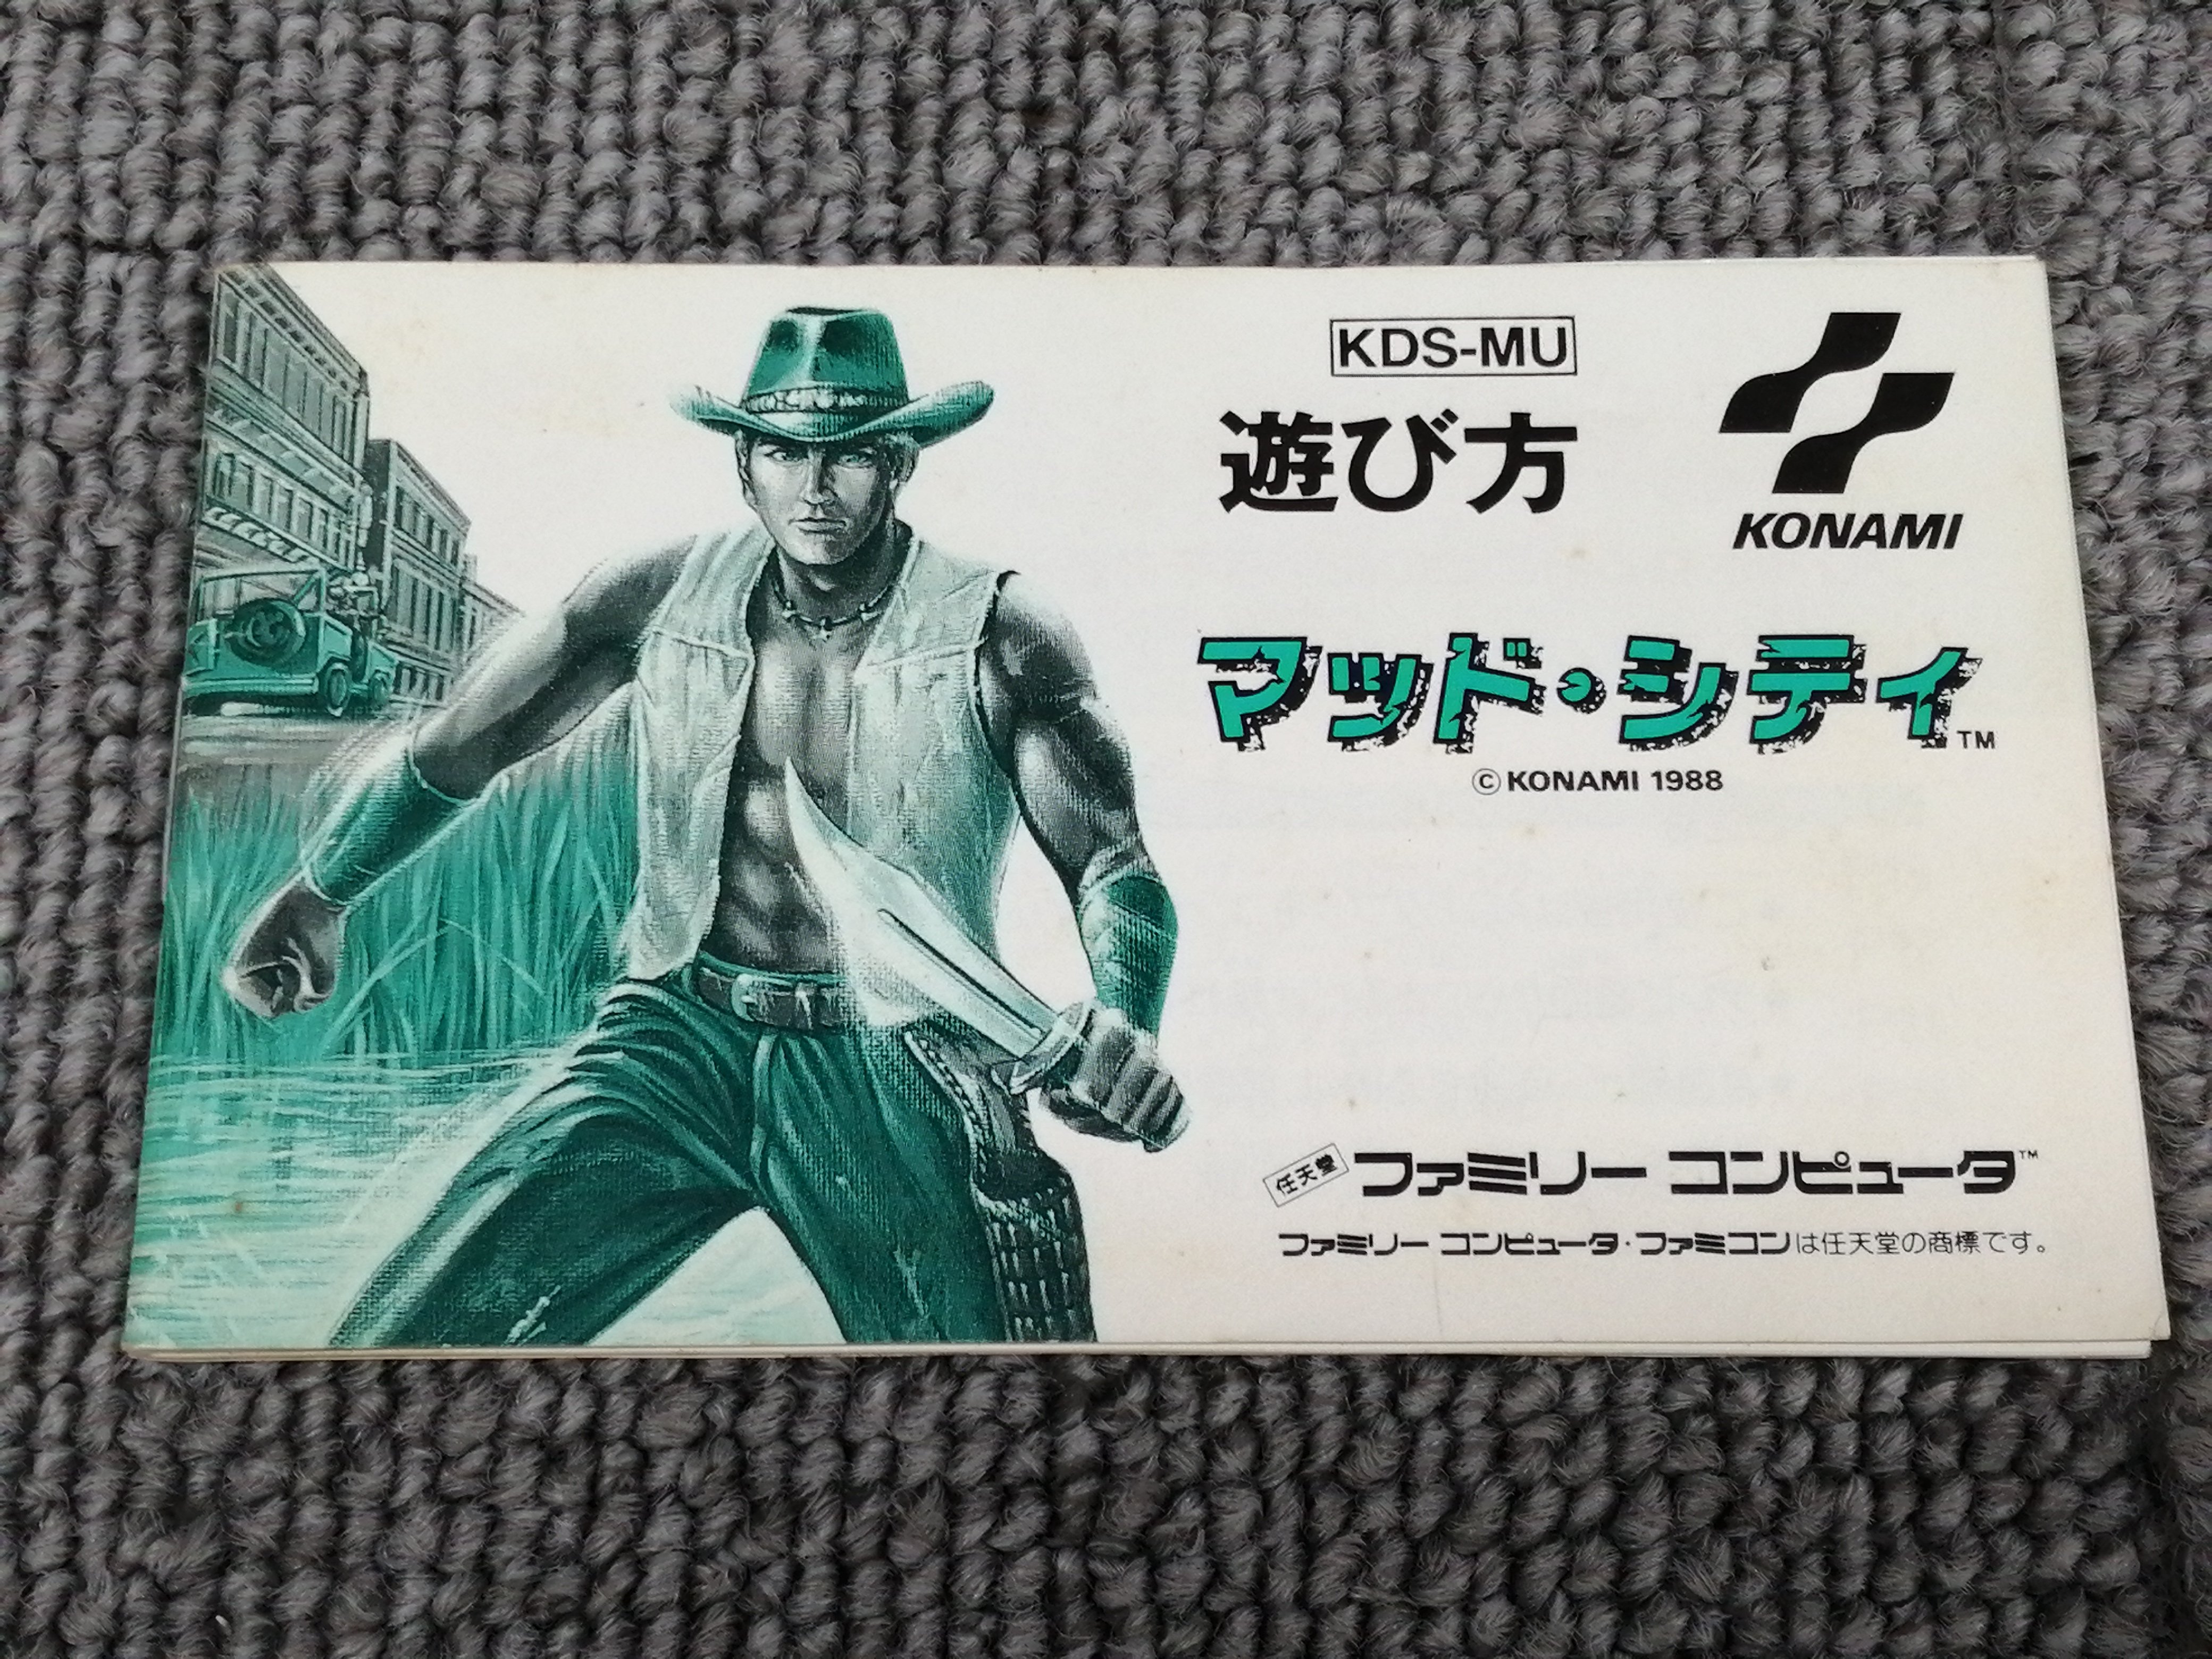 KDS-MU
遊び方
KONAMI
マッド・シティ™
©KONAMI 1988
任天堂 ファミリー コンピュータ™
ファミリー コンピュータ・ファミコンは任天堂の商標です。